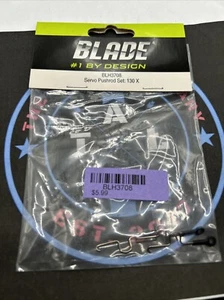 BLADE
#1 BY DESIGN
BLH3708
Servo Pushrod Set: 130 X
BLH3708
$5.99